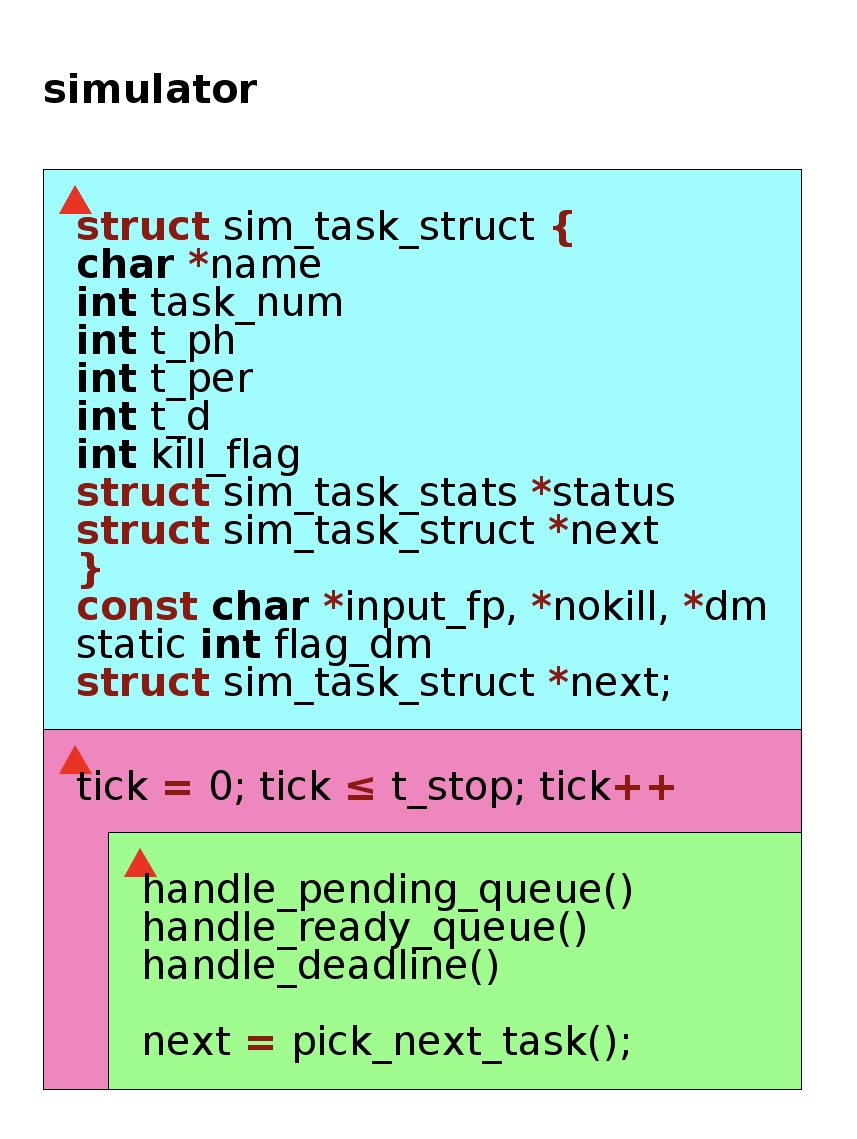 simulator
struct sim_task_struct {
char *name
int task_num
int t_ph
int t_per
int t_d
int kill_flag
struct sim_task_stats *status
struct sim_task_struct *next
}
const char *input_fp, *nokill, *dm
static int flag_dm
struct sim_task_struct *next;
tick = 0; tick ≤ t_stop; tick++
handle_pending_queue()
handle_ready_queue()
handle_deadline()
next = pick_next_task();